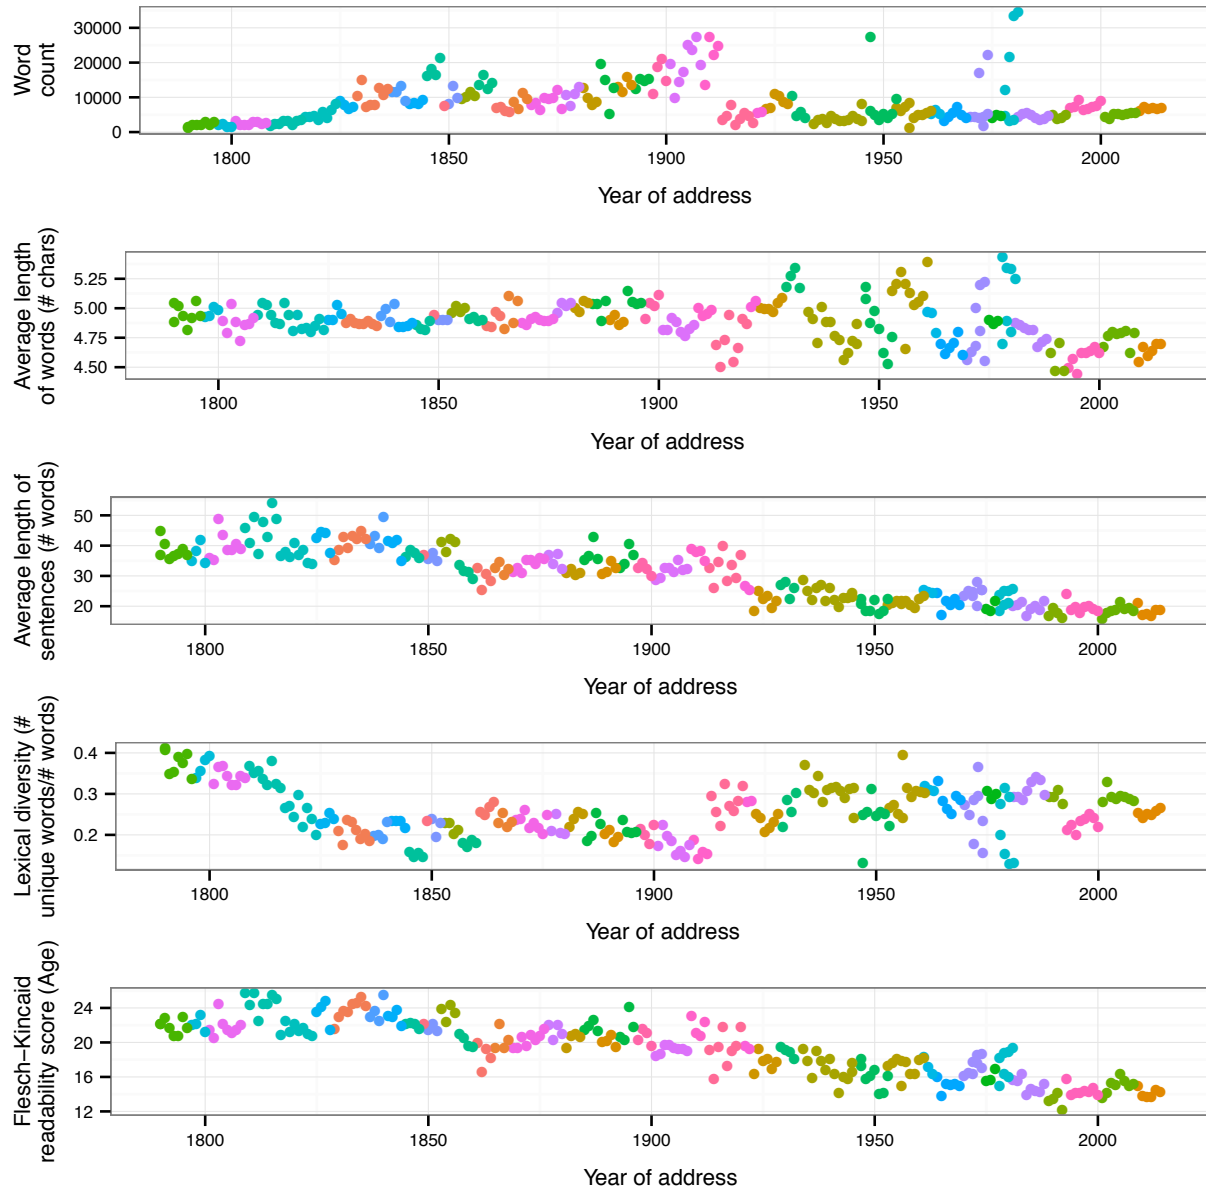 Word
count
30000
20000
10000
0
1800 1850 1900 1950 2000
Year of address
Average length
of words (# chars)
5.25
5.00
4.75
4.50
1800 1850 1900 1950 2000
Year of address
Average length of
sentences (# words)
50
40
30
20
1800 1850 1900 1950 2000
Year of address
Lexical diversity (#
unique words/# words)
0.4
0.3
0.2
1800 1850 1900 1950 2000
Year of address
Flesch−Kincaid
readability score (Age)
24
20
16
12
1800 1850 1900 1950 2000
Year of address